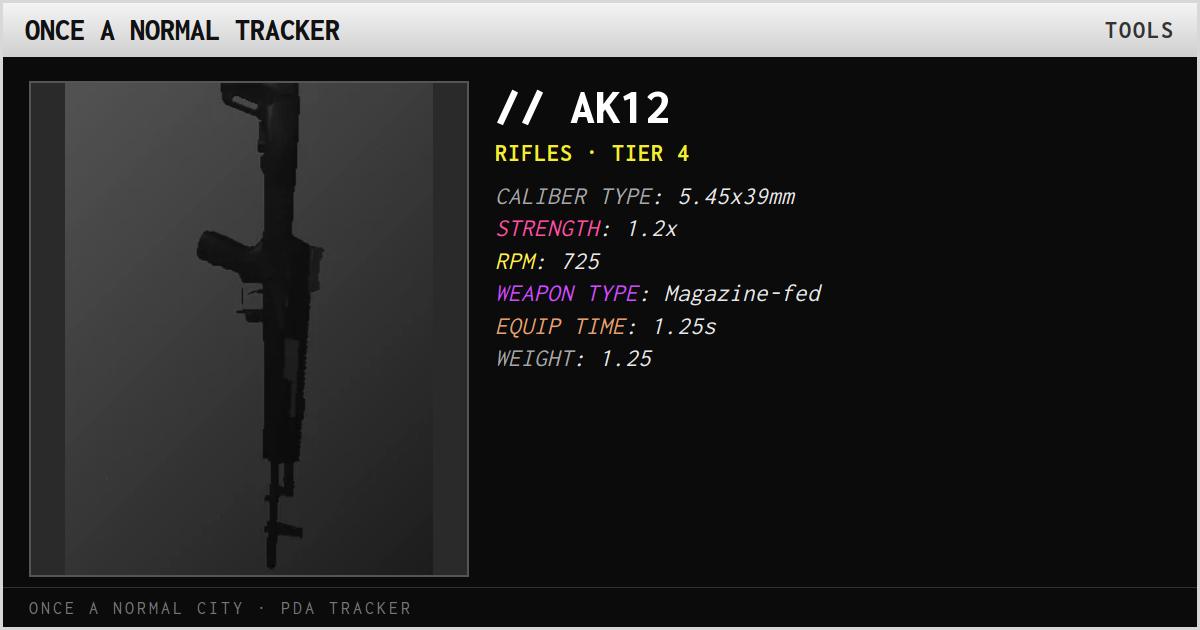 ONCE A NORMAL TRACKER
TOOLS
// AK12
RIFLES · TIER 4
CALIBER TYPE: 5.45x39mm
STRENGTH: 1.2x
RPM: 725
WEAPON TYPE: Magazine-fed
EQUIP TIME: 1.25s
WEIGHT: 1.25
ONCE A NORMAL CITY · PDA TRACKER